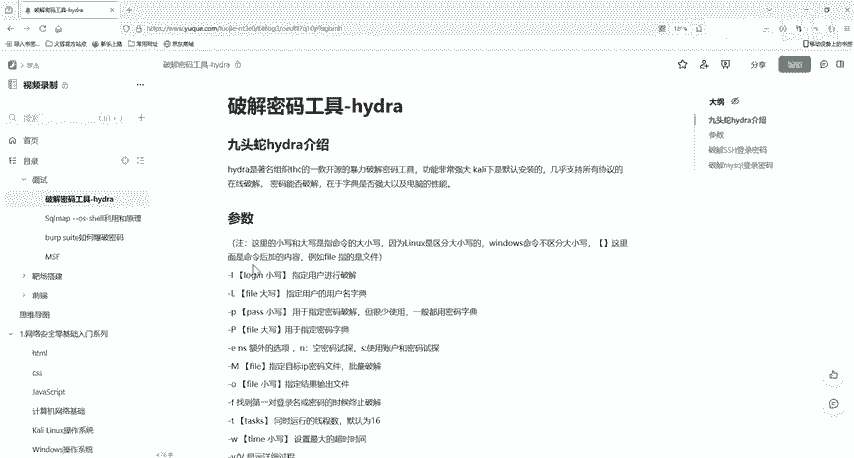 破解密码工具-hydra
https://www.yuque.com/
导入书签...
火狐官方站点
新手上路
常用网址
京东商城
移动设备上的书签
破解密码工具-hydra
分享
视频录制
首页
目录
面试
破解密码工具-hydra
Sqlmap --os-shell利用和原理
burp suite如何爆破密码
MSF
靶场搭建
前端
思维导图
1.网络安全零基础入门系列
html
css
JavaScript
计算机网络基础
Kali Linux操作系统
Windows操作系统
破解密码工具-hydra
九头蛇hydra介绍
hydra是著名组织thc的一款开源的暴力破解密码工具，功能非常强大 kali下是默认安装的，几乎支持所有协议的
在线破解。 密码能否破解，在于字典是否强大以及电脑的性能。
参数
（注：这里的小写和大写是指命令的大小写，因为Linux是区分大小写的，windows命令不区分大小写，【】这里
面是命令后加的内容，例如file 指的是文件）
-l 【login 小写】 指定用户进行破解
-L 【file 大写】 指定用户的用户名字典
-p 【pass 小写】 用于指定密码破解，但很少使用，一般都用密码字典
-P 【file 大写】用于指定密码字典
-e ns 额外的选项 ，n：空密码试探，s:使用账户和密码试探
-M 【file】指定目标ip密码文件，批量破解
-o 【file 小写】指定结果输出文件
-f 找到第一对登录名或密码的时候终止破解
-t 【tasks】 同时运行的线程数，默认为16
-w 【time 小写】 设置最大的超时时间
-v/V 显示详细过程
大纲
九头蛇hydra介绍
参数
破解SSH登录密码
破解mysql登录密码